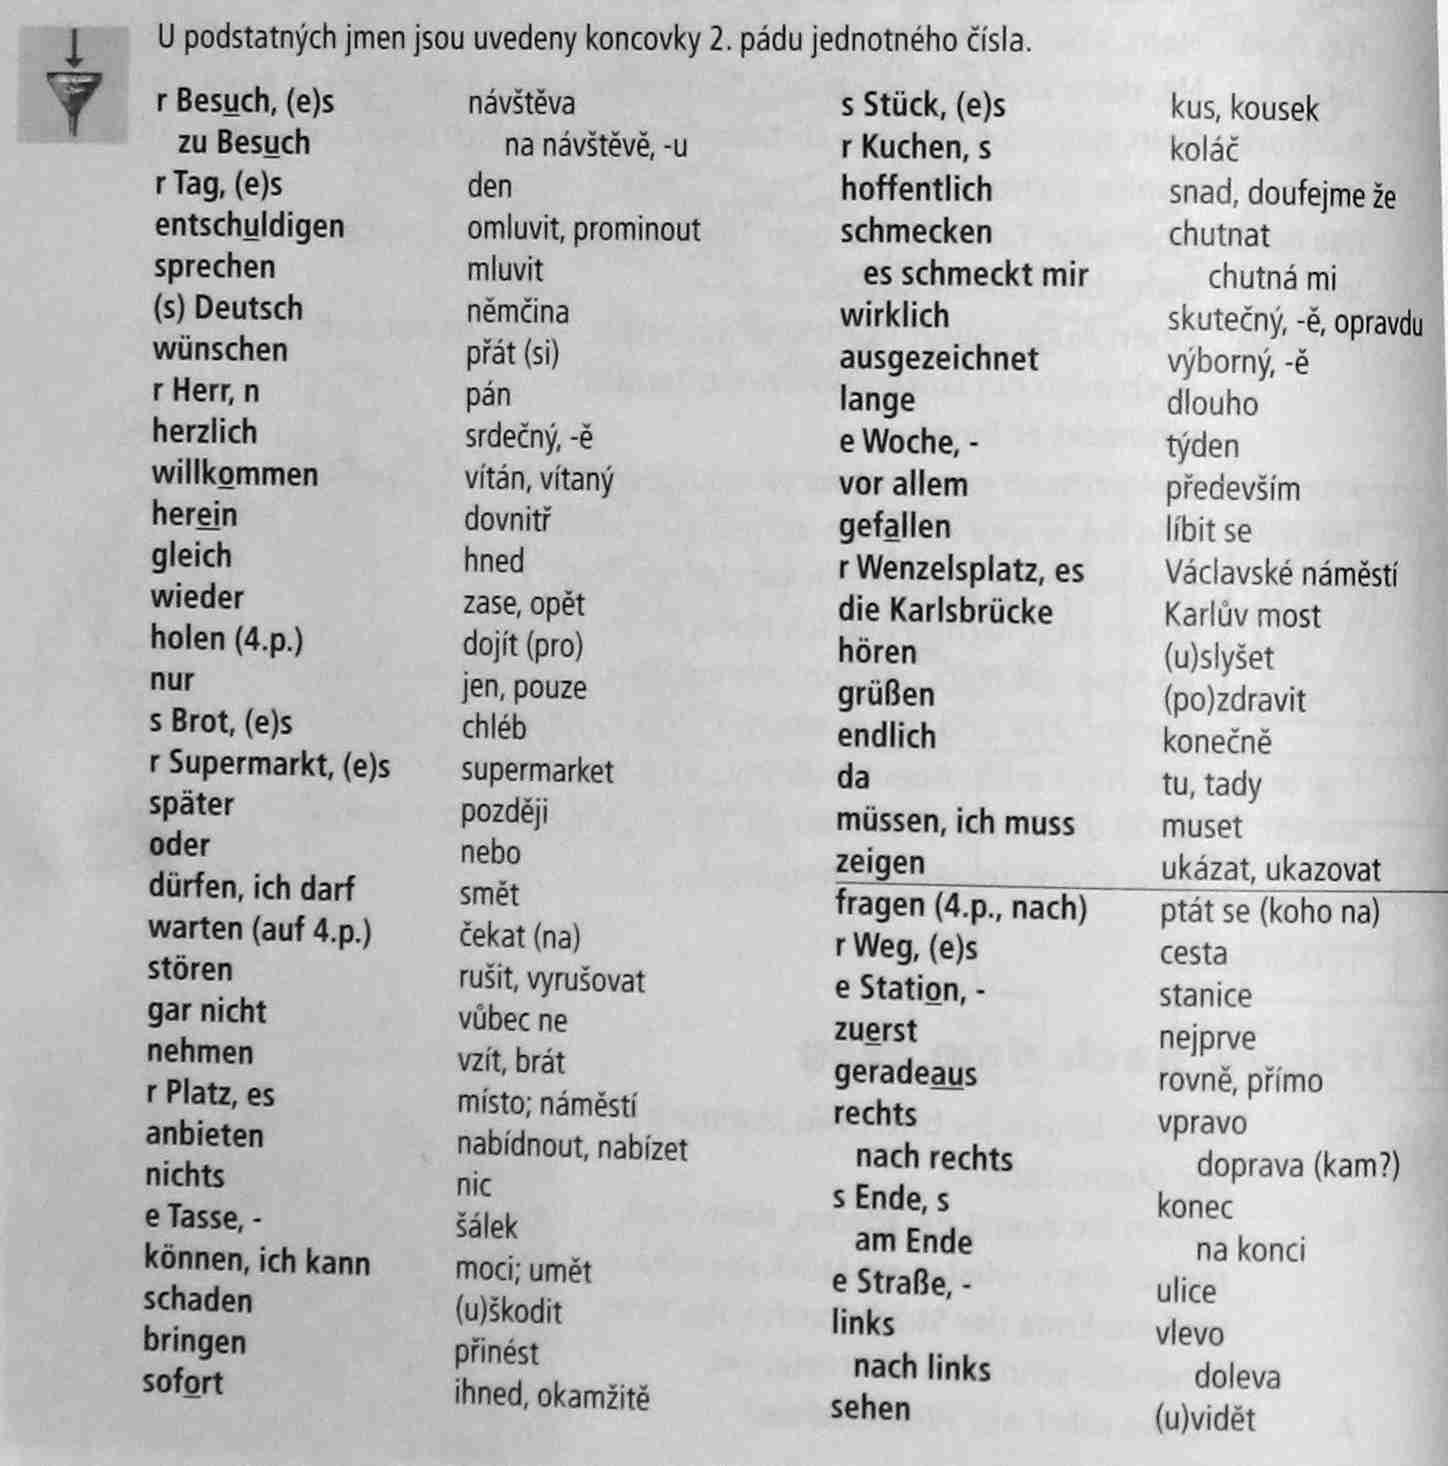 U podstatných jmen jsou uvedeny koncovky 2. pádu jednotného čísla.
r Besuch, (e)s návštěva
zu Besuch na návštěvě, -u
r Tag, (e)s den
entschuldigen omluvit, prominout
sprechen mluvit
(s) Deutsch němčina
wünschen přát (si)
r Herr, n pán
herzlich srdečný, -ě
willkommen vítán, vítaný
herein dovnitř
gleich hned
wieder zase, opět
holen (4.p.) dojít (pro)
nur jen, pouze
s Brot, (e)s chléb
r Supermarkt, (e)s supermarket
später později
oder nebo
dürfen, ich darf smět
warten (auf 4.p.) čekat (na)
stören rušit, vyrušovat
gar nicht vůbec ne
nehmen vzít, brát
r Platz, es místo; náměstí
anbieten nabídnout, nabízet
nichts nic
e Tasse, - šálek
können, ich kann moci; umět
schaden (u)škodit
bringen přinést
sofort ihned, okamžitě
s Stück, (e)s kus, kousek
r Kuchen, s koláč
hoffentlich snad, doufejme že
schmecken chutnat
es schmeckt mir chutná mi
wirklich skutečný, -ě, opravdu
ausgezeichnet výborný, -ě
lange dlouho
e Woche, - týden
vor allem především
gefallen líbit se
r Wenzelsplatz, es Václavské náměstí
die Karlsbrücke Karlův most
hören (u)slyšet
grüßen (po)zdravit
endlich konečně
da tu, tady
müssen, ich muss muset
zeigen ukázat, ukazovat
fragen (4.p., nach) ptát se (koho na)
r Weg, (e)s cesta
e Station, - stanice
zuerst nejprve
geradeaus rovně, přímo
rechts vpravo
nach rechts doprava (kam?)
s Ende, s konec
am Ende na konci
e Straße, - ulice
links vlevo
nach links doleva
sehen (u)vidět